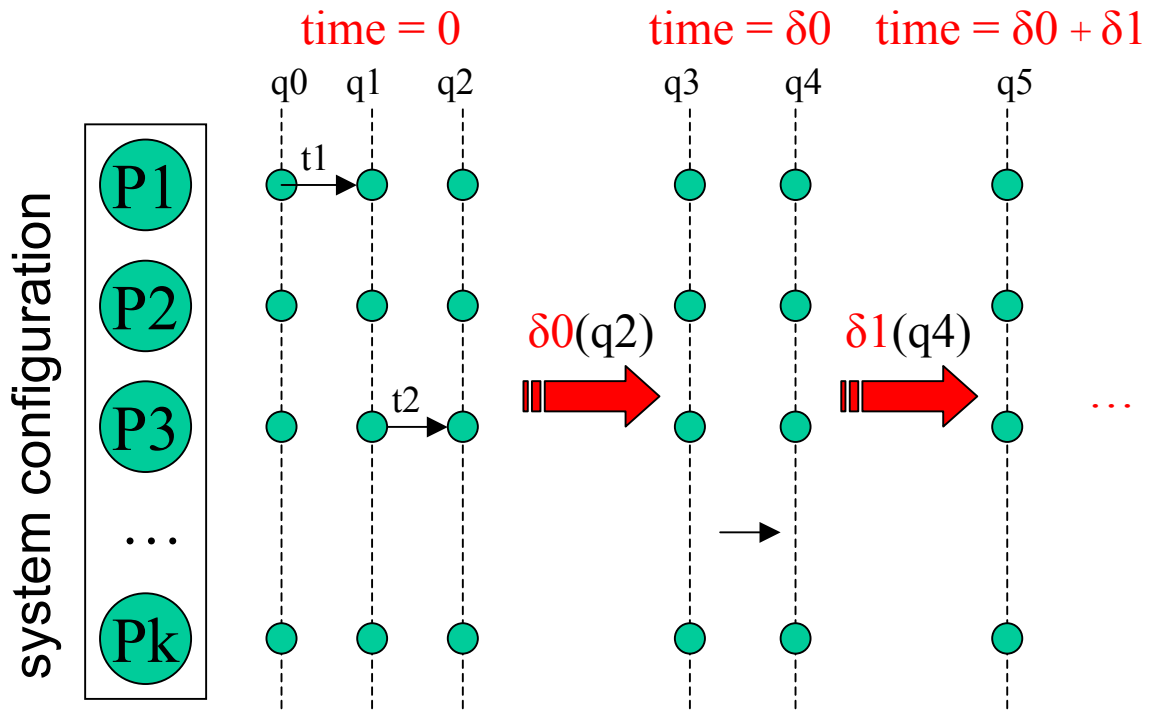 time = 0
time = δ0
time = δ0 + δ1
q0
q1
q2
q3
q4
q5
system configuration
P1
t1
P2
δ0(q2)
δ1(q4)
P3
t2
…
…
Pk